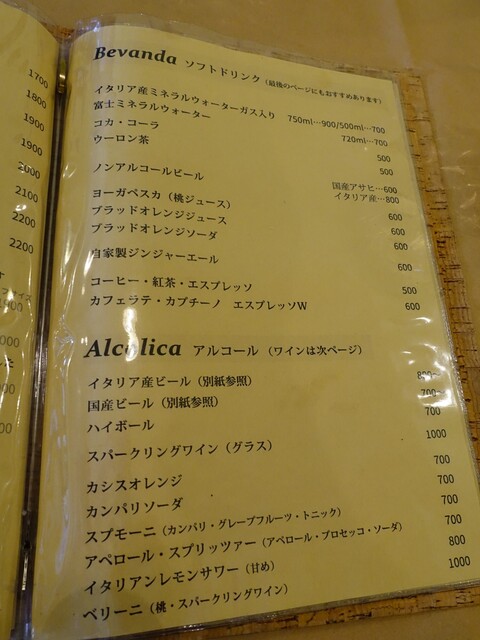 1700
1800
1900
1900
2000
2100
2200
2200
Bevanda ソフトドリンク（最後のページにもおすすめあります）
イタリア産ミネラルウォーターガス入り 750ml…900/500ml…700
富士ミネラルウォーター 720ml…700
コカ・コーラ 500
ウーロン茶 500
ノンアルコールビール 国産アサヒ…600
イタリア産…800
ヨーガペスカ（桃ジュース） 600
ブラッドオレンジジュース 600
ブラッドオレンジソーダ 600
自家製ジンジャーエール 600
コーヒー・紅茶・エスプレッソ 500
カフェラテ・カプチーノ エスプレッソW 600
Alcolica アルコール （ワインは次ページ）
イタリア産ビール（別紙参照） 800~
国産ビール（別紙参照） 700~
ハイボール 700
スパークリングワイン（グラス） 1000
カシスオレンジ 700
カンパリソーダ 700
スプモーニ（カンパリ・グレープフルーツ・トニック） 700
アペロール・スプリッツァー（アペロール・プロセッコ・ソーダ） 700
イタリアンレモンサワー（甘め） 800
ベリーニ（桃・スパークリングワイン） 1000